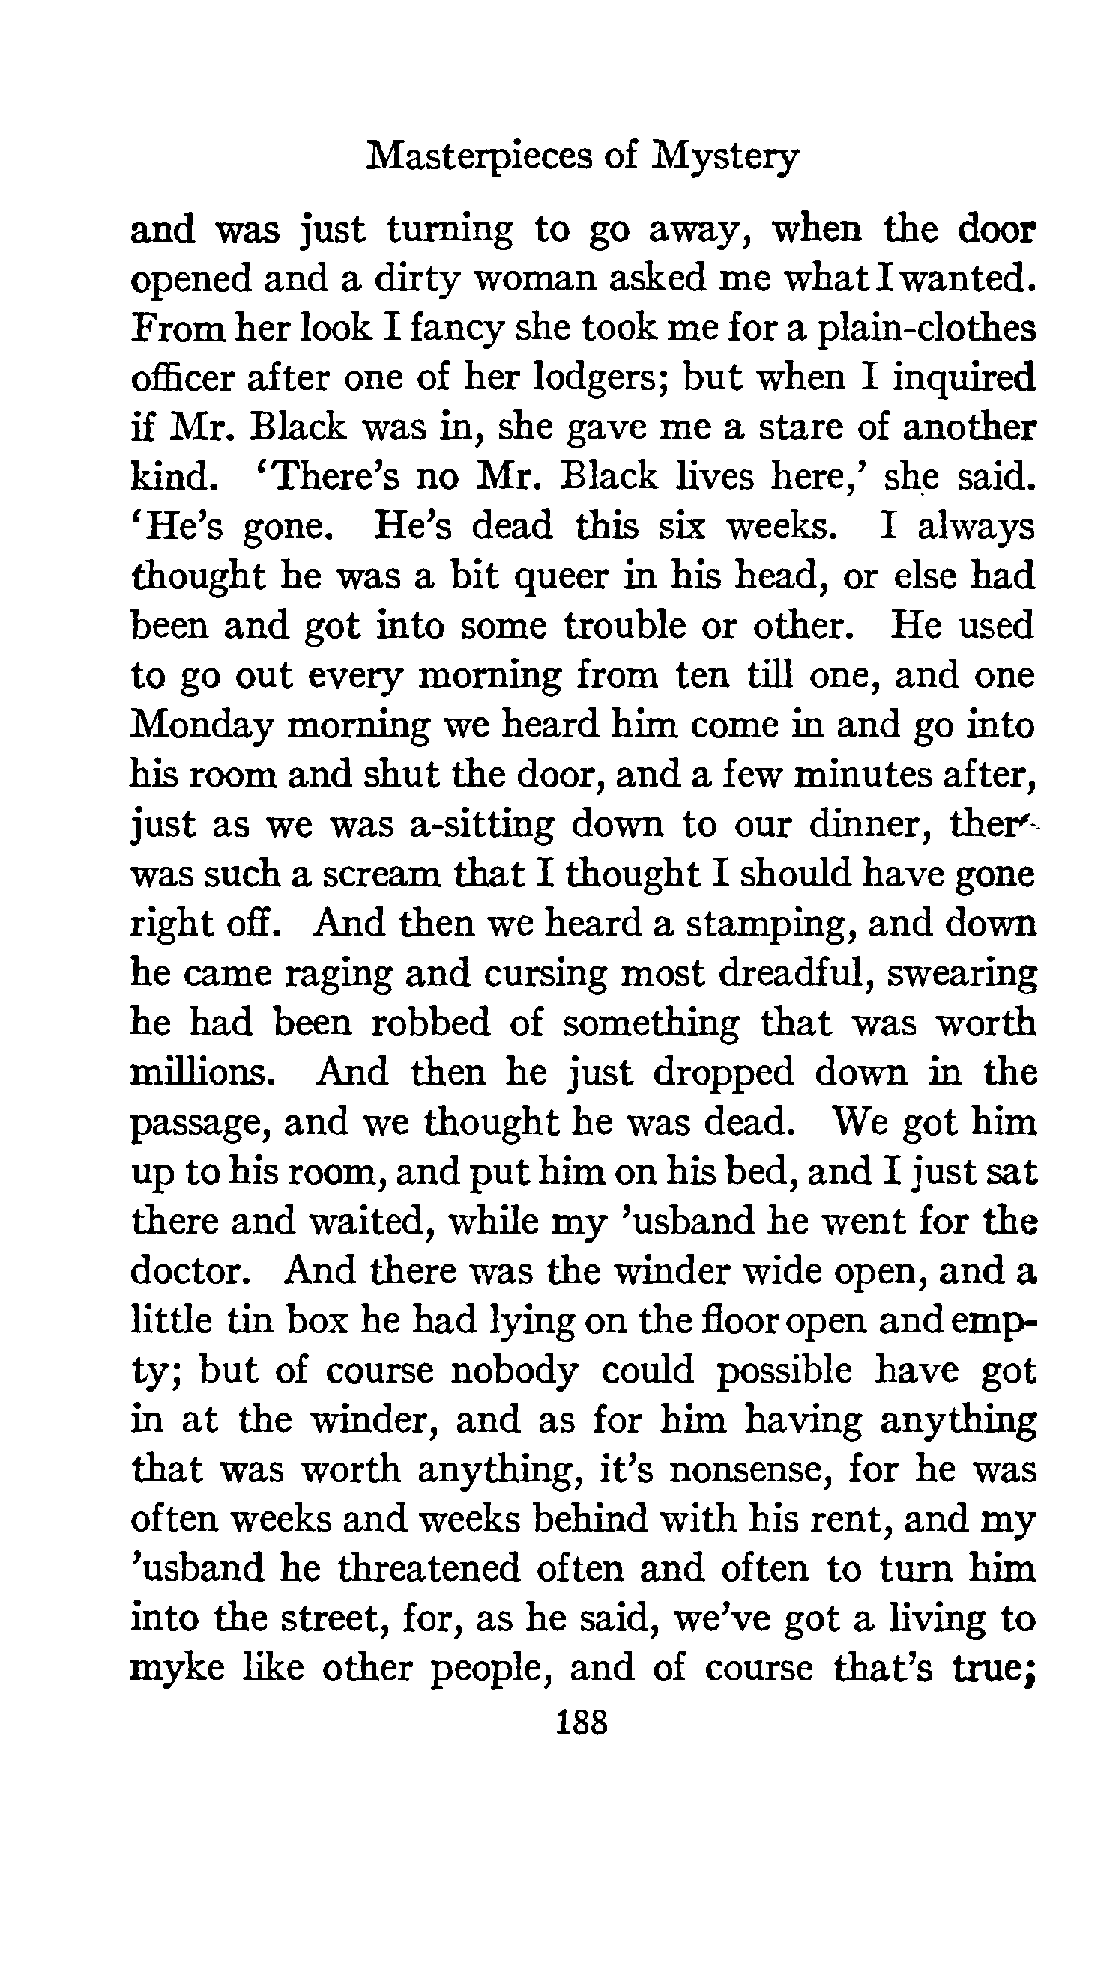 Masterpieces of Mystery
and was just turning to go away, when the door
opened and a dirty woman asked me what I wanted.
From her look I fancy she took me for a plain-clothes
officer after one of her lodgers; but when I inquired
if Mr. Black was in, she gave me a stare of another
kind. 'There's no Mr. Black lives here,' she said.
'He's gone. He's dead this six weeks. I always
thought he was a bit queer in his head, or else had
been and got into some trouble or other. He used
to go out every morning from ten till one, and one
Monday morning we heard him come in and go into
his room and shut the door, and a few minutes after,
just as we was a-sitting down to our dinner, there
was such a scream that I thought I should have gone
right off. And then we heard a stamping, and down
he came raging and cursing most dreadful, swearing
he had been robbed of something that was worth
millions. And then he just dropped down in the
passage, and we thought he was dead. We got him
up to his room, and put him on his bed, and I just sat
there and waited, while my 'usband he went for the
doctor. And there was the winder wide open, and a
little tin box he had lying on the floor open and emp-
ty; but of course nobody could possible have got
in at the winder, and as for him having anything
that was worth anything, it's nonsense, for he was
often weeks and weeks behind with his rent, and my
'usband he threatened often and often to turn him
into the street, for, as he said, we've got a living to
myke like other people, and of course that's true;
188